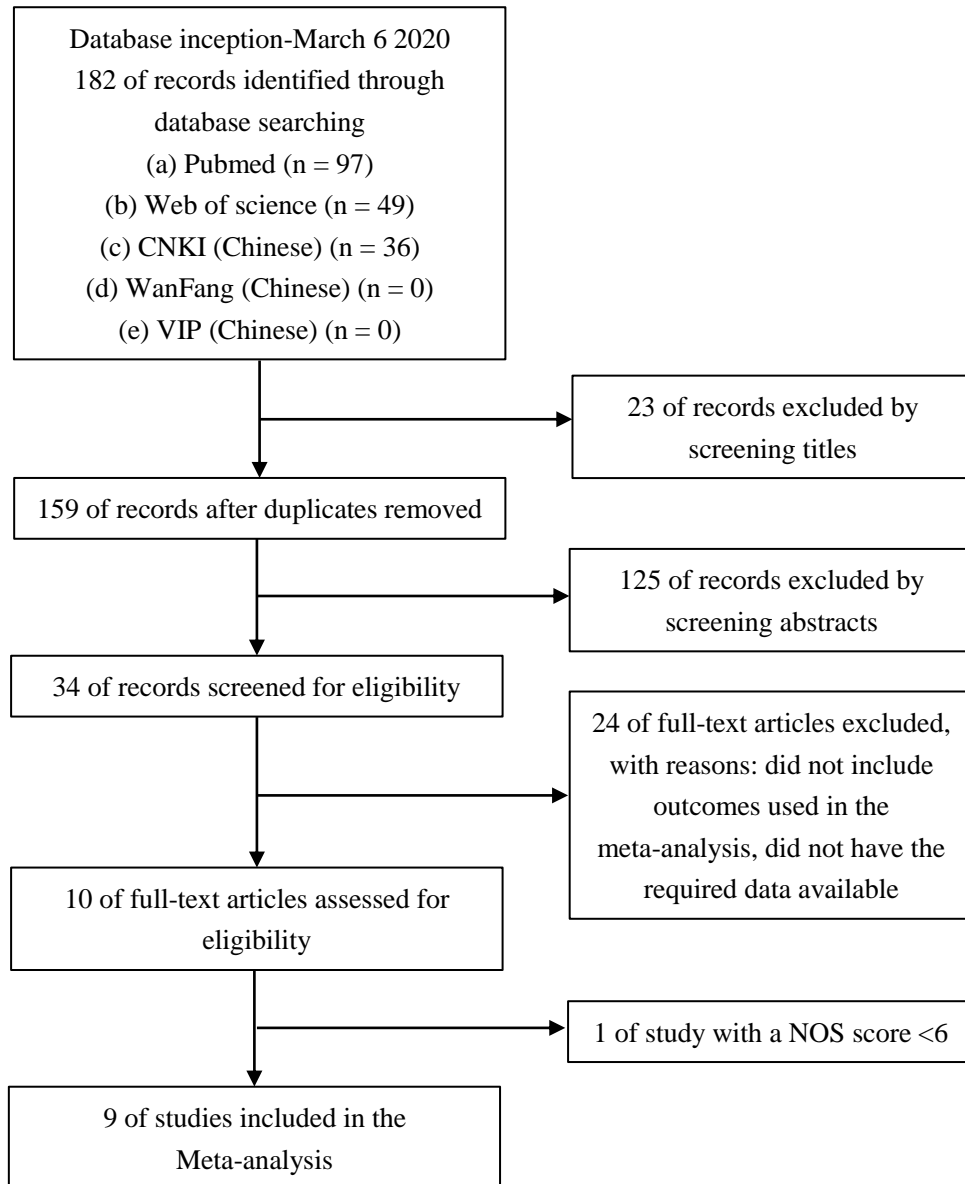 Database inception-March 6 2020
182 of records identified through
database searching
(a) Pubmed (n = 97)
(b) Web of science (n = 49)
(c) CNKI (Chinese) (n = 36)
(d) WanFang (Chinese) (n = 0)
(e) VIP (Chinese) (n = 0)
23 of records excluded by
screening titles
159 of records after duplicates removed
125 of records excluded by
screening abstracts
34 of records screened for eligibility
24 of full-text articles excluded,
with reasons: did not include
outcomes used in the
meta-analysis, did not have the
required data available
10 of full-text articles assessed for
eligibility
1 of study with a NOS score <6
9 of studies included in the
Meta-analysis